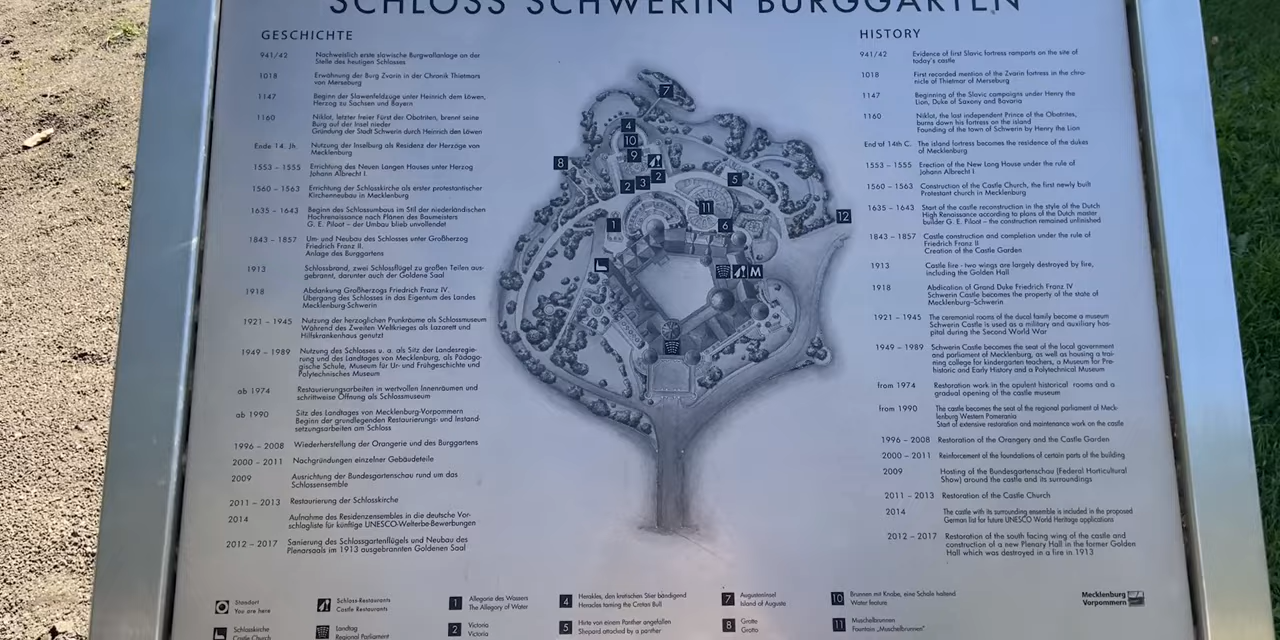 SCHLOSS SCHWERIN BURGGARTEN
GESCHICHTE
941/42 Nachweislich erste slawische Burgwallanlage an der
Stelle des heutigen Schlosses
1018 Erwähnung der Burg Zvorin in der Chronik Thietmars
von Merseburg
1147 Beginn der Slawenfeldzüge unter Heinrich dem Löwen,
Herzog zu Sachsen und Bayern
1160 Niklot, letzter freier Fürst der Obotriten, brennt seine
Burg auf der Insel nieder
Gründung der Stadt Schwerin durch Heinrich den Löwen
Ende 14. Jh. Nutzung der Inselburg als Residenz der Herzöge von
Mecklenburg
1553 – 1555 Errichtung des Neuen Langen Hauses unter Herzog
Johann Albrecht I.
1560 – 1563 Errichtung der Schlosskirche als erster protestantischer
Kirchenneubau in Mecklenburg
1635 – 1643 Beginn des Schlossumbaus im Stil der niederländischen
Hochrenaissance nach Plänen des Baumeisters
G. E. Piloot – der Umbau blieb unvollendet
1843 – 1857 Um- und Neubau des Schlosses unter Großherzog
Friedrich Franz II.
Anlage des Burggartens
1913 Schlossbrand, zwei Schlossflügel zu großen Teilen aus-
gebrannt, darunter auch der Goldene Saal
1918 Abdankung Großherzogs Friedrich Franz IV.
Übergang des Schlosses in das Eigentum des Landes
Mecklenburg-Schwerin
1921 – 1945 Nutzung der herzoglichen Prunkräume als Schlossmuseum
Während des Zweiten Weltkrieges als Lazarett und
Hilfskrankenhaus genutzt
1949 – 1989 Nutzung des Schlosses u. a. als Sitz der Landesregie-
rung und des Landtages von Mecklenburg, als Pädago-
gische Schule, Museum für Ur- und Frühgeschichte und
Polytechnisches Museum
ab 1974 Restaurierungsarbeiten in wertvollen Innenräumen und
schrittweise Öffnung als Schlossmuseum
ab 1990 Sitz des Landtages von Mecklenburg-Vorpommern
Beginn der grundlegenden Restaurierungs- und Instand-
setzungsarbeiten am Schloss
1996 – 2008 Wiederherstellung der Orangerie und des Burggartens
2000 – 2011 Nachgründungen einzelner Gebäudeteile
2009 Ausrichtung der Bundesgartenschau rund um das
Schlossensemble
2011 – 2013 Restaurierung der Schlosskirche
2014 Aufnahme des Residenzensembles in die deutsche Vor-
schlagliste für künftige UNESCO-Welterbe-Bewerbungen
2012 – 2017 Sanierung des Schlossgartenflügels und Neubau des
Plenarsaals im 1913 ausgebrannten Goldenen Saal
7
4
10
9
8
2
3
2
5
11
12
1
6
M
HISTORY
941/42 Evidence of first Slavic fortress ramparts on the site of
today's castle
1018 First recorded mention of the Zvarin fortress in the chro-
nicle of Thietmar of Merseburg
1147 Beginning of the Slavic campaigns under Henry the
Lion, Duke of Saxony and Bavaria
1160 Niklot, the last independent Prince of the Obotrites,
burns down his fortress on the island
Founding of the town of Schwerin by Henry the Lion
End of 14th C. The island fortress becomes the residence of the dukes
of Mecklenburg
1553 – 1555 Erection of the New Long House under the rule of
Johann Albrecht I
1560 – 1563 Construction of the Castle Church, the first newly built
Protestant church in Mecklenburg
1635 – 1643 Start of the castle reconstruction in the style of the Dutch
High Renaissance according to plans of the Dutch master
builder G. E. Piloot – the construction remained unfinished
1843 – 1857 Castle construction and completion under the rule of
Friedrich Franz II
Creation of the Castle Garden
1913 Castle fire - two wings are largely destroyed by fire,
including the Golden Hall
1918 Abdication of Grand Duke Friedrich Franz IV
Schwerin Castle becomes the property of the state of
Mecklenburg-Schwerin
1921 – 1945 The ceremonial rooms of the ducal family become a museum
Schwerin Castle is used as a military and auxiliary hos-
pital during the Second World War
1949 – 1989 Schwerin Castle becomes the seat of the local government
and parliament of Mecklenburg, as well as housing a trai-
ning college for kindergarten teachers, a Museum for Pre-
historic and Early History and a Polytechnical Museum
from 1974 Restoration work in the opulent historical rooms and a
gradual opening of the castle museum
from 1990 The castle becomes the seat of the regional parliament of Meck-
lenburg Western Pomerania
Start of extensive restoration and maintenance work on the castle
1996 – 2008 Restoration of the Orangery and the Castle Garden
2000 – 2011 Reinforcement of the foundations of certain parts of the building
2009 Hosting of the Bundesgartenschau (Federal Horticultural
Show) around the castle and its surroundings
2011 – 2013 Restoration of the Castle Church
2014 The castle with its surrounding ensemble is included in the proposed
German list for future UNESCO World Heritage applications
2012 – 2017 Restoration of the south facing wing of the castle and
construction of a new Plenary Hall in the former Golden
Hall which was destroyed in a fire in 1913
Standort
You are here
Schlosskirche
Castle Church
Schloss-Restaurants
Castle Restaurants
Landtag
Regional Parliament
1 Allegorie des Wassers
The Allegory of Water
2 Victoria
Victoria
4 Herakles, den kretischen Stier bändigend
Heracles taming the Cretan Bull
5 Hirte von einem Panther angefallen
Shepard attacked by a panther
7 Augusteninsel
Island of Auguste
8 Grotte
Grotto
10 Brunnen mit Knabe, eine Schale haltend
Water feature
11 Muschelbrunnen
Fountain „Muschelbrunnen"
Mecklenburg
Vorpommern